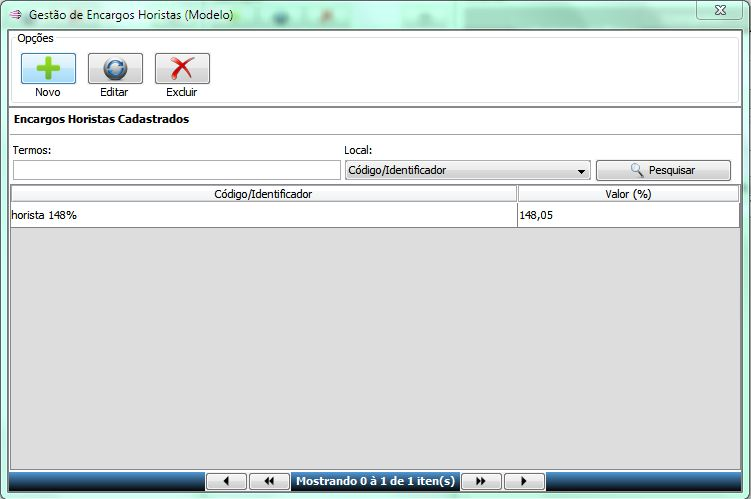 Gestão de Encargos Horistas (Modelo)
Opções
Novo Editar Excluir
Encargos Horistas Cadastrados
Termos: Local:
Código/Identificador Pesquisar
Código/Identificador Valor (%)
horista 148% 148,05
Mostrando 0 à 1 de 1 iten(s)